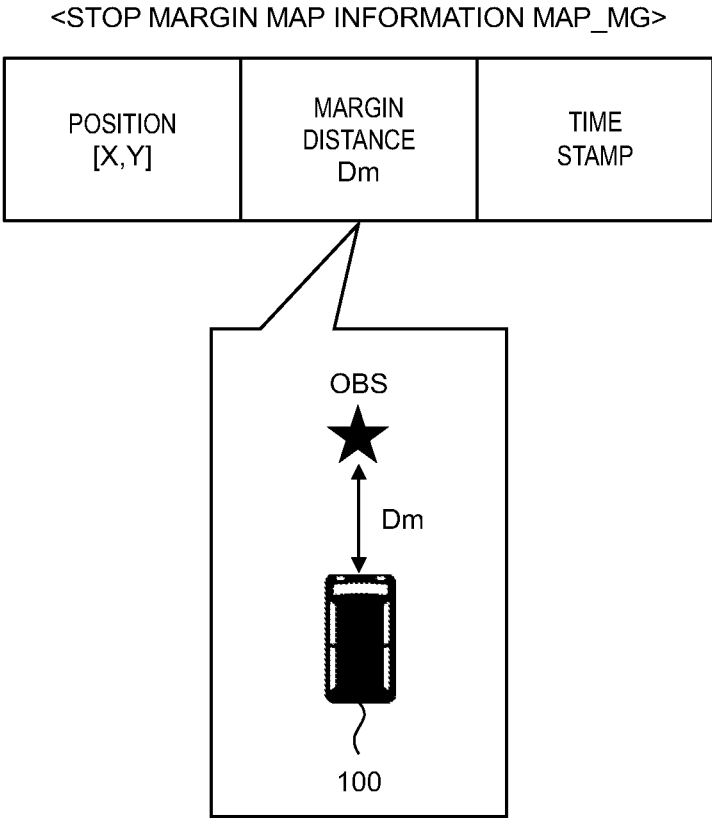 <STOP MARGIN MAP INFORMATION MAP_MG>
POSITION
[X,Y]
MARGIN
DISTANCE
Dm
TIME
STAMP
OBS
Dm
100